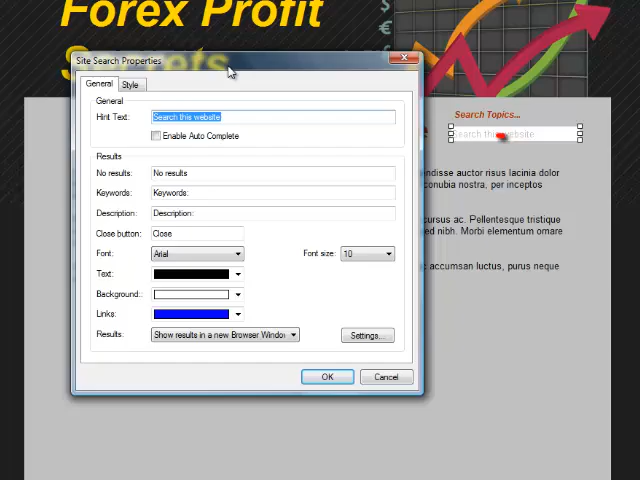 Forex Profit
Secrets
Site Search Properties
General
Style
General
Hint Text:
Search this website
Enable Auto Complete
Results
No results:
No results
Keywords:
Keywords:
Description:
Description:
Close button:
Close
Font:
Arial
Font size:
10
Text:
Background::
Links:
Results:
Show results in a new Browser Windo
Settings...
OK
Cancel
Search Topics...
Search this website
endisse auctor risus lacinia dolor
conubia nostra, per inceptos
cursus ac. Pellentesque tristique
ed nibh. Morbi elementum ornare
c accumsan luctus, purus neque
$
€